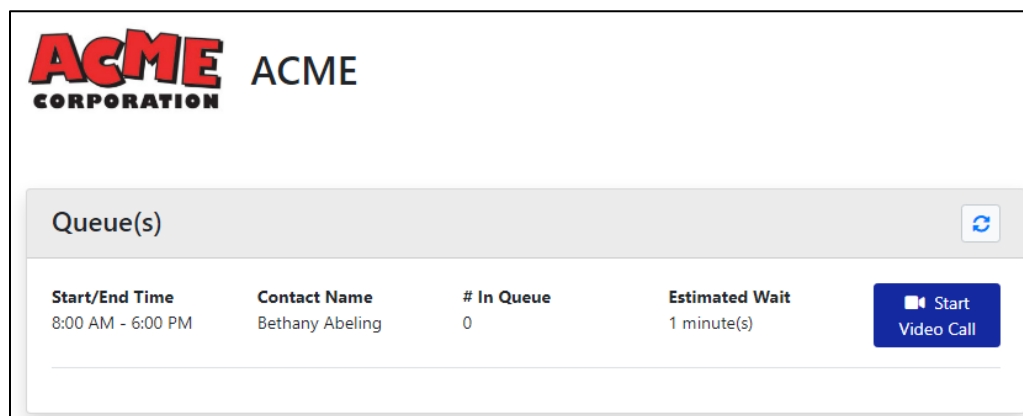 ACME
CORPORATION
ACME
Queue(s)
Start/End Time
8:00 AM - 6:00 PM
Contact Name
Bethany Abeling
# In Queue
0
Estimated Wait
1 minute(s)
Start
Video Call